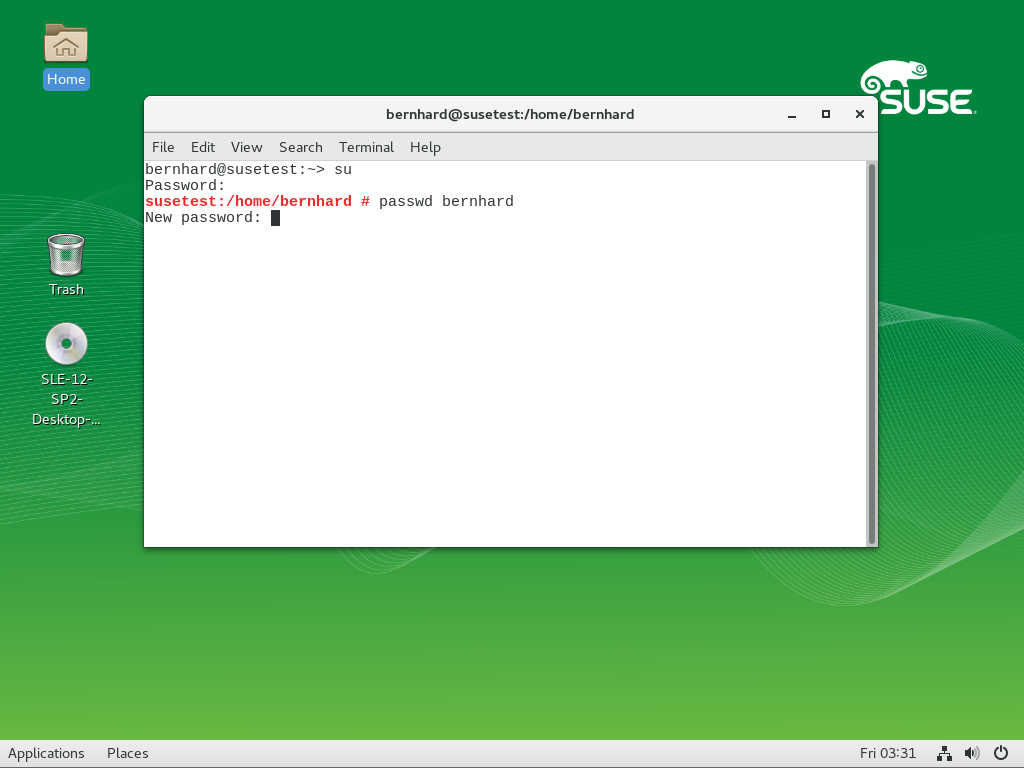 Home
SUSE
bernhard@susetest:/home/bernhard
File Edit View Search Terminal Help
bernhard@susetest:~> su
Password:
susetest:/home/bernhard # passwd bernhard
New password:
Trash
SLE-12-
SP2-
Desktop-...
Applications Places Fri 03:31